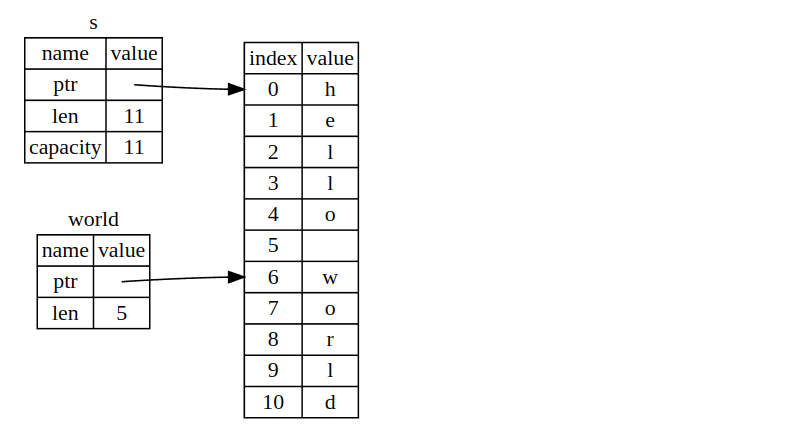 s
name value
ptr
len 11
capacity 11
world
name value
ptr
len 5
index value
0 h
1 e
2 l
3 l
4 o
5
6 w
7 o
8 r
9 l
10 d